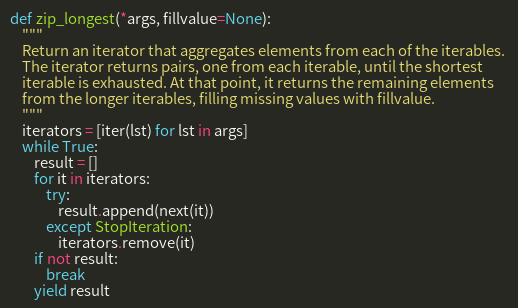 def zip_longest(*args, fillvalue=None):
    """
    Return an iterator that aggregates elements from each of the iterables.
    The iterator returns pairs, one from each iterable, until the shortest
    iterable is exhausted. At that point, it returns the remaining elements
    from the longer iterables, filling missing values with fillvalue.
    """
    iterators = [iter(lst) for lst in args]
    while True:
        result = []
        for it in iterators:
            try:
                result.append(next(it))
            except StopIteration:
                iterators.remove(it)
        if not result:
            break
        yield result